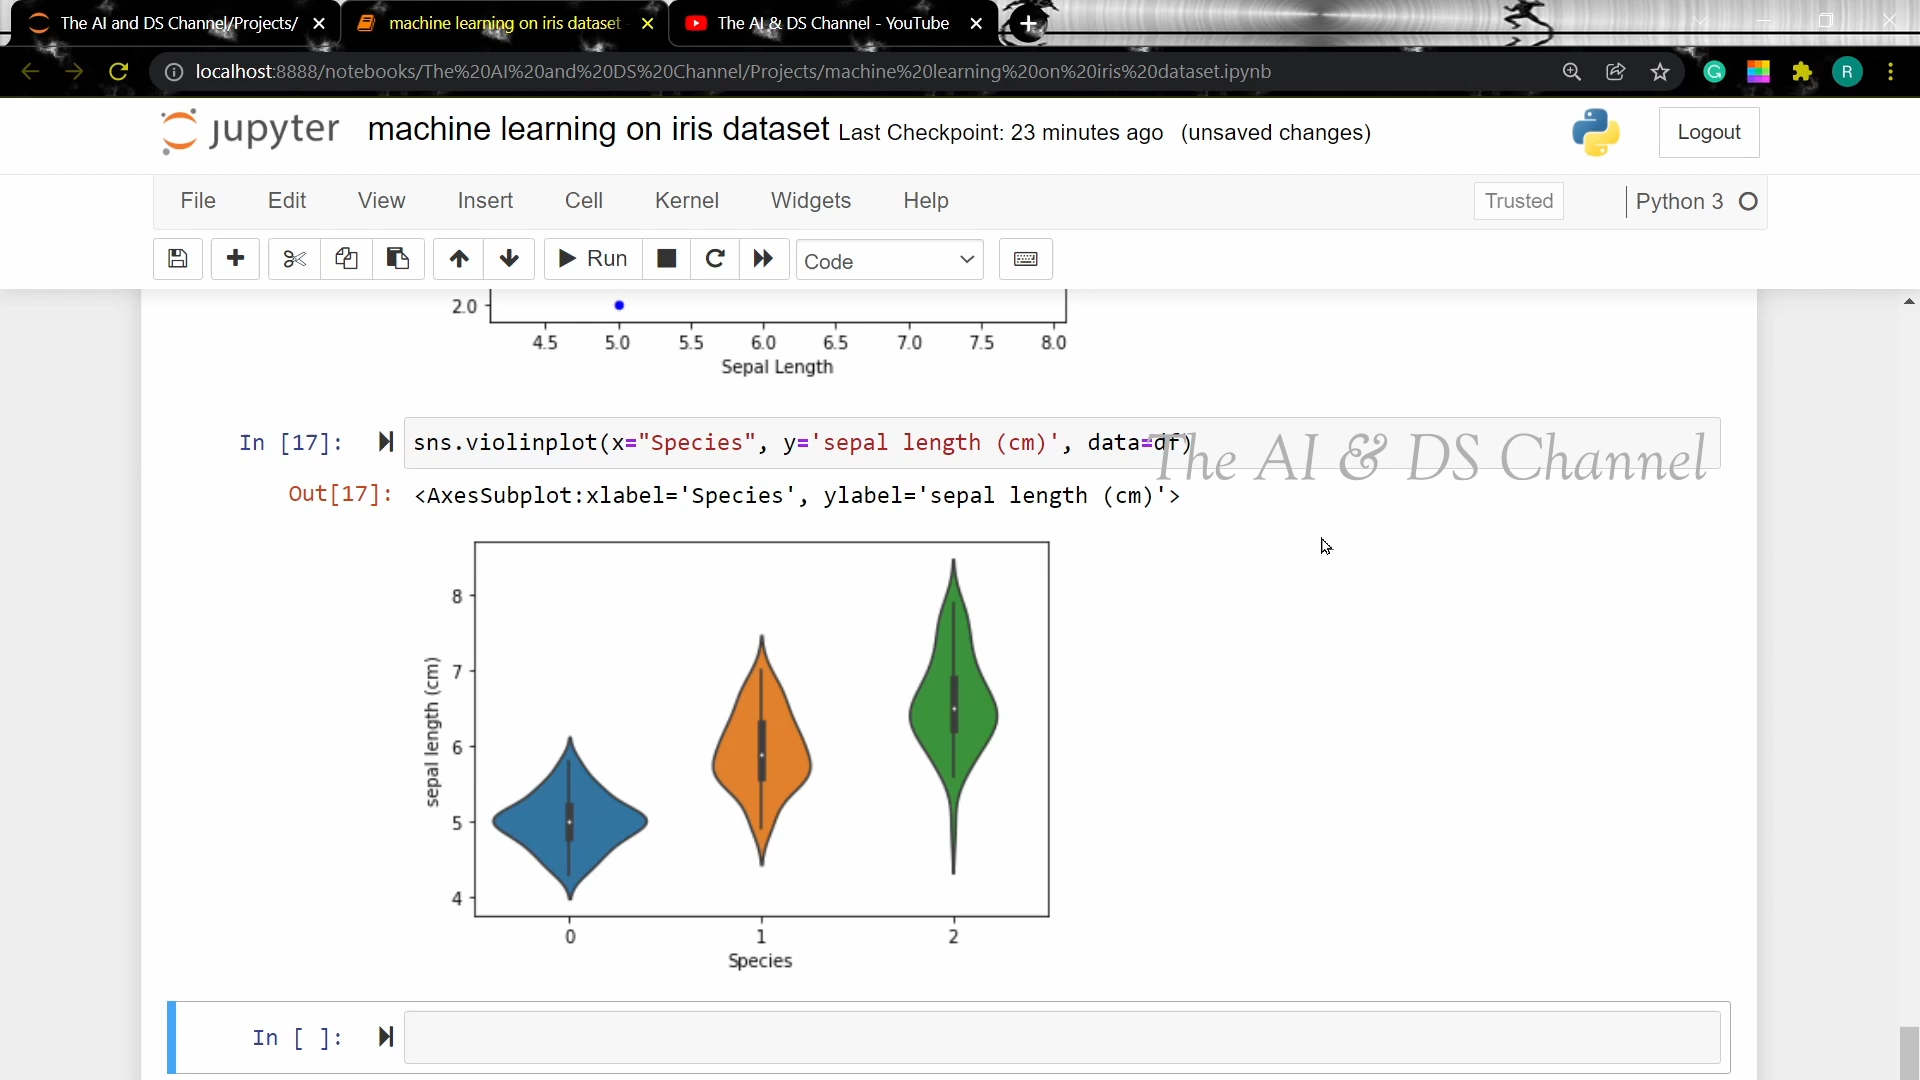 The AI and DS Channel/Projects/
machine learning on iris dataset
The AI & DS Channel - YouTube
localhost:8888/notebooks/The%20AI%20and%20DS%20Channel/Projects/machine%20learning%20on%20iris%20dataset.ipynb
R
jupyter machine learning on iris dataset Last Checkpoint: 23 minutes ago (unsaved changes)
Logout
File Edit View Insert Cell Kernel Widgets Help
Trusted
Python 3
Run
Code
2.0
4.5 5.0 5.5 6.0 6.5 7.0 7.5 8.0
Sepal Length
In [17]: sns.violinplot(x="Species", y='sepal length (cm)', data=df)
The AI & DS Channel
Out[17]: <AxesSubplot:xlabel='Species', ylabel='sepal length (cm)'>
sepal length (cm)
8
7
6
5
4
0 1 2
Species
In [ ]: